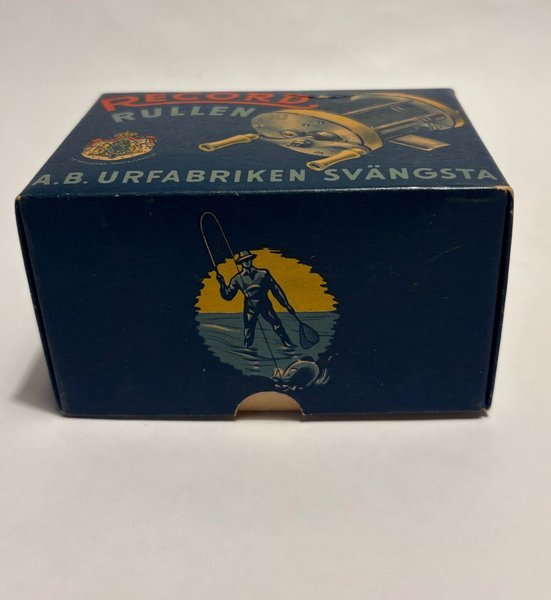 RECORD
RULLEN
A.B. URFABRIKEN SVÄNGSTA